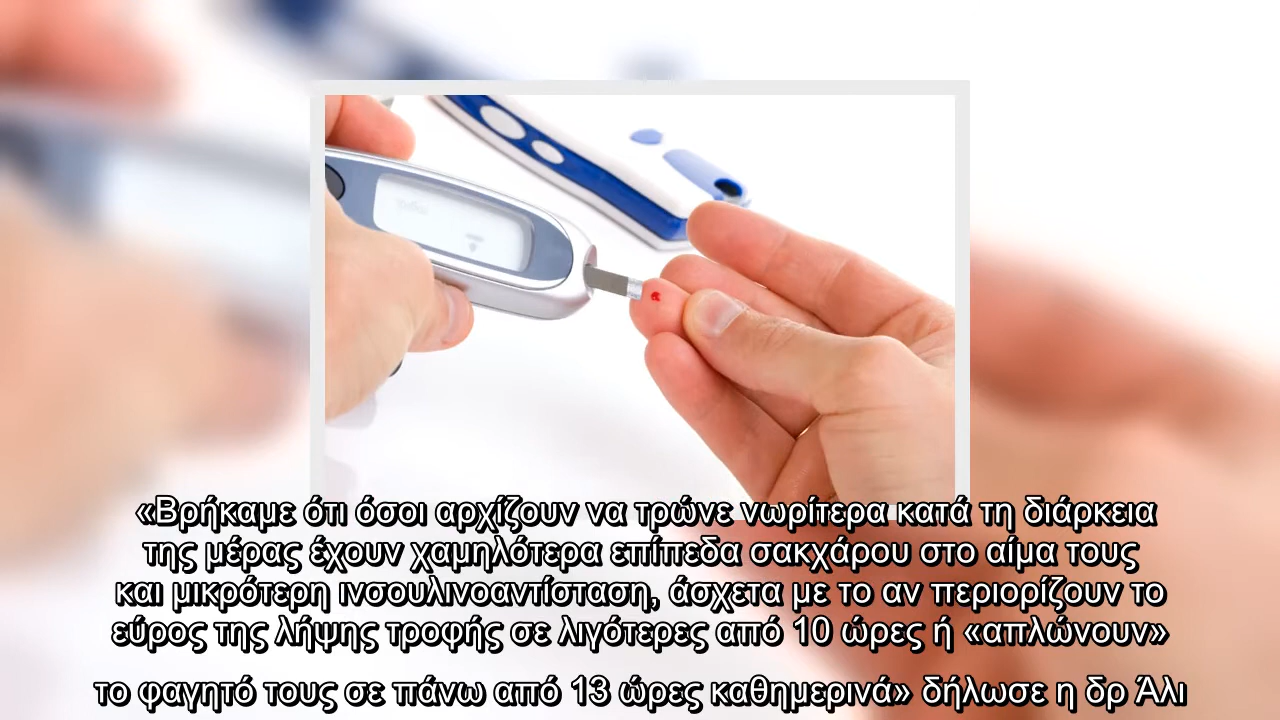 «Βρήκαμε ότι όσοι αρχίζουν να τρώνε νωρίτερα κατά τη διάρκεια
της μέρας έχουν χαμηλότερα επίπεδα σακχάρου στο αίμα τους
και μικρότερη ινσουλινοαντίσταση, άσχετα με το αν περιορίζουν το
εύρος της λήψης τροφής σε λιγότερες από 10 ώρες ή «απλώνουν»
το φαγητό τους σε πάνω από 13 ώρες καθημερινά» δήλωσε η δρ Άλι